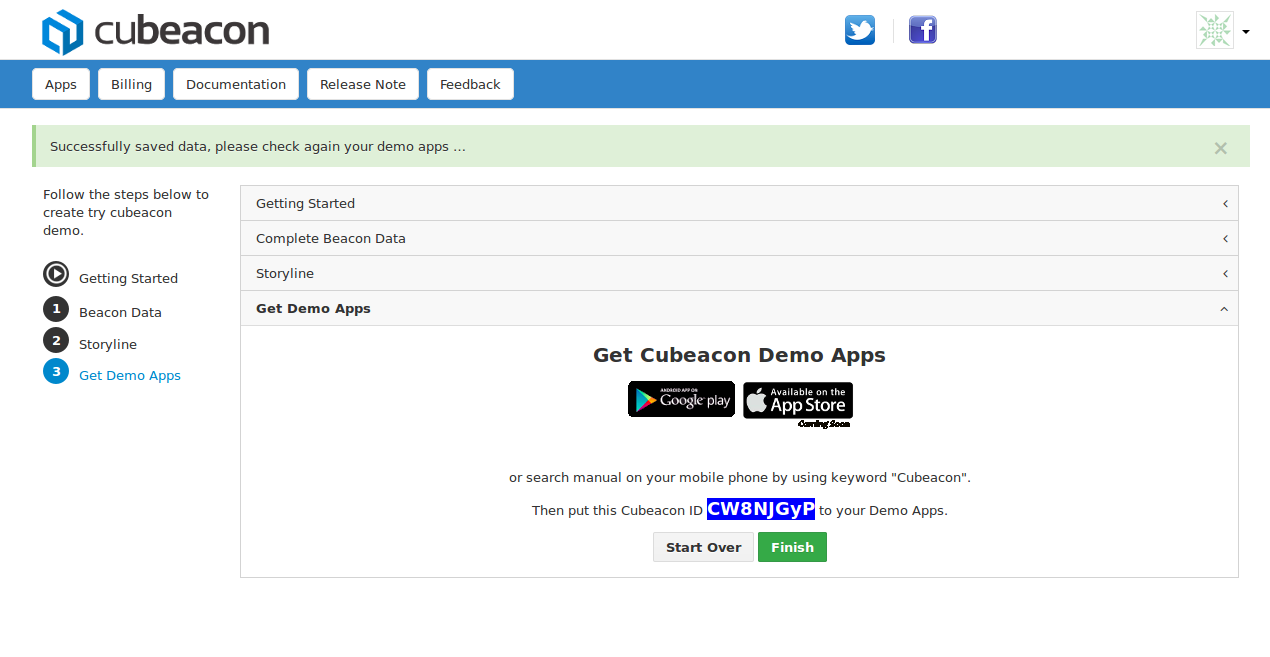 cubeacon
Apps Billing Documentation Release Note Feedback
Successfully saved data, please check again your demo apps ...
×
Follow the steps below to
create try cubeacon
demo.
Getting Started
1 Beacon Data
2 Storyline
3 Get Demo Apps
Getting Started
Complete Beacon Data
Storyline
Get Demo Apps
Get Cubeacon Demo Apps
ANDROID APP ON
Google play
Available on the
App Store
Coming Soon
or search manual on your mobile phone by using keyword "Cubeacon".
Then put this Cubeacon ID CW8NJGyP to your Demo Apps.
Start Over Finish